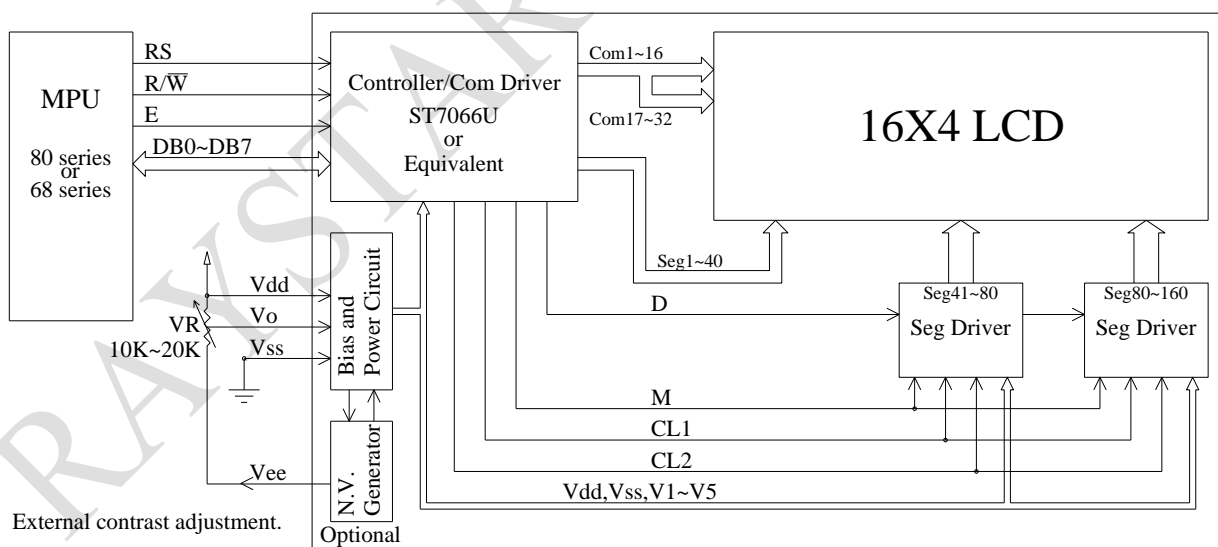 MPU
80 series
or
68 series
RS
R/W̅
E
DB0~DB7
Controller/Com Driver
ST7066U
or
Equivalent
Com1~16
Com17~32
16X4 LCD
Seg1~40
D
Seg41~80
Seg Driver
Seg80~160
Seg Driver
Vdd
Vo
Vss
VR
10K~20K
Bias and
Power Circuit
M
CL1
CL2
Vdd,Vss,V1~V5
N.V.
Generator
Vee
Optional
External contrast adjustment.
RAYSTAR